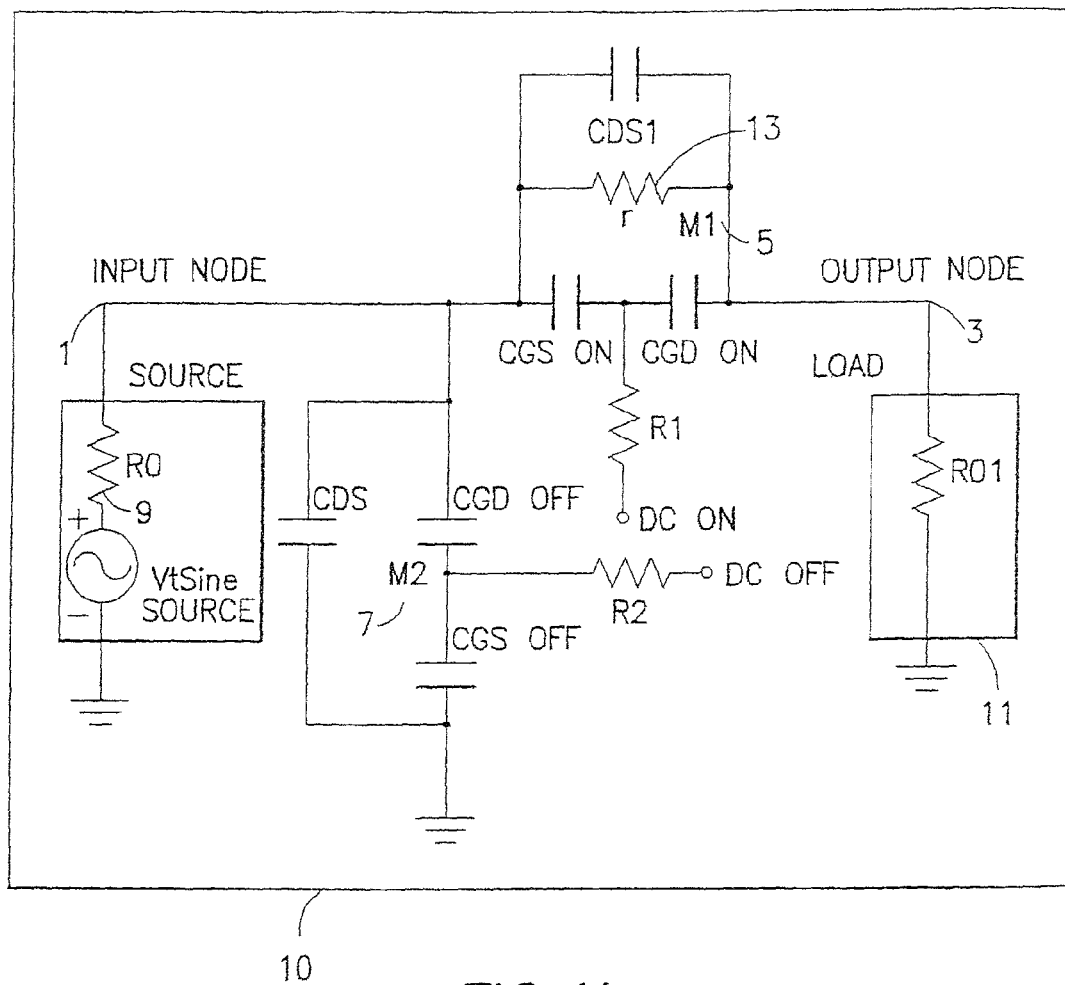 CDS1
13
r
M1
5
INPUT NODE
OUTPUT NODE
1
3
CGS ON
CGD ON
SOURCE
LOAD
R0
R1
R01
9
+
CDS
CGD OFF
DC ON
VtSine
SOURCE
−
M2
DC OFF
R2
7
CGS OFF
11
10